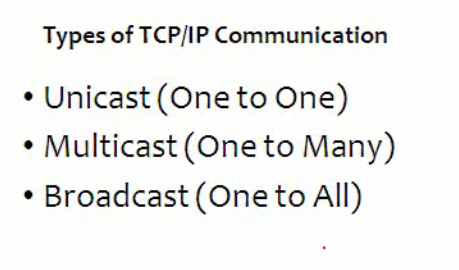 Types of TCP/IP Communication
• Unicast (One to One)
• Multicast (One to Many)
• Broadcast (One to All)